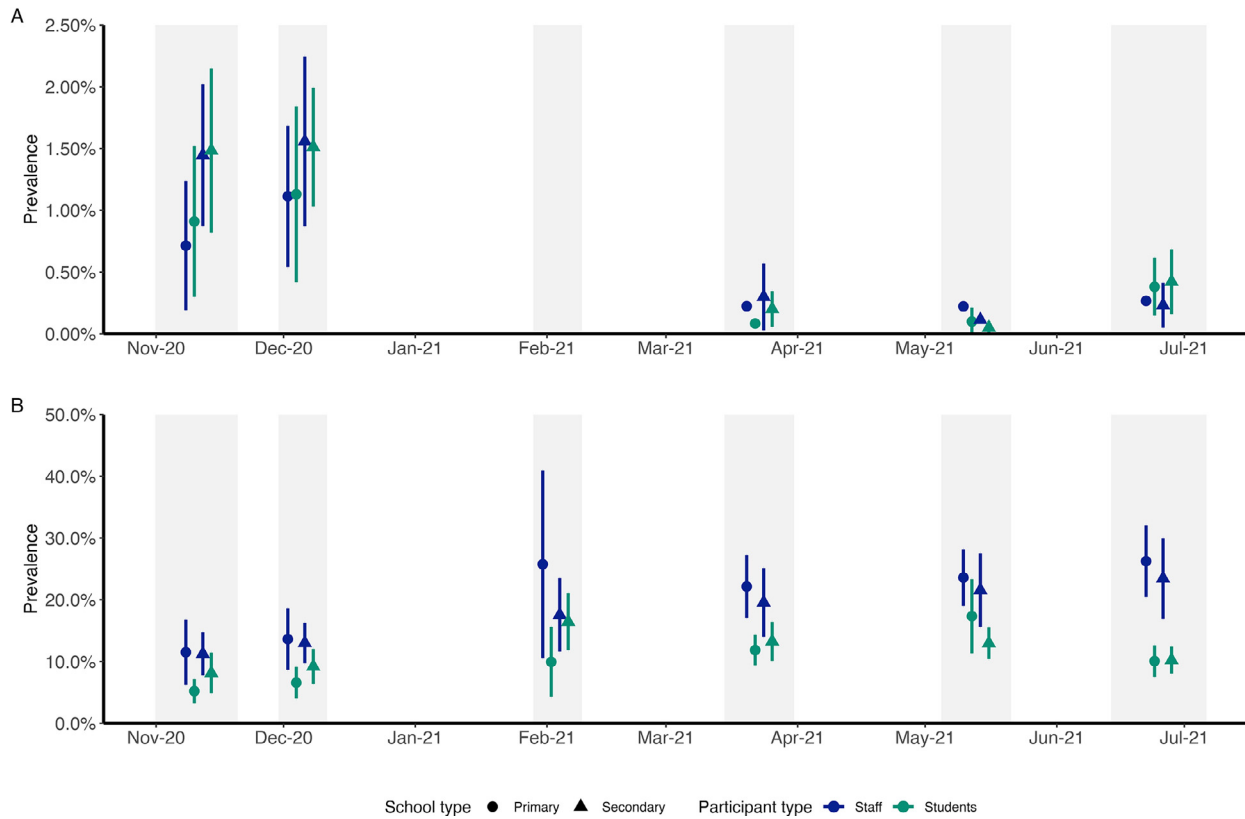 A
2.50%
2.00%
1.50%
1.00%
0.50%
0.00%
Prevalence
Nov-20 Dec-20 Jan-21 Feb-21 Mar-21 Apr-21 May-21 Jun-21 Jul-21
B
50.0%
40.0%
30.0%
20.0%
10.0%
0.0%
Prevalence
Nov-20 Dec-20 Jan-21 Feb-21 Mar-21 Apr-21 May-21 Jun-21 Jul-21
School type Primary Secondary Participant type Staff Students